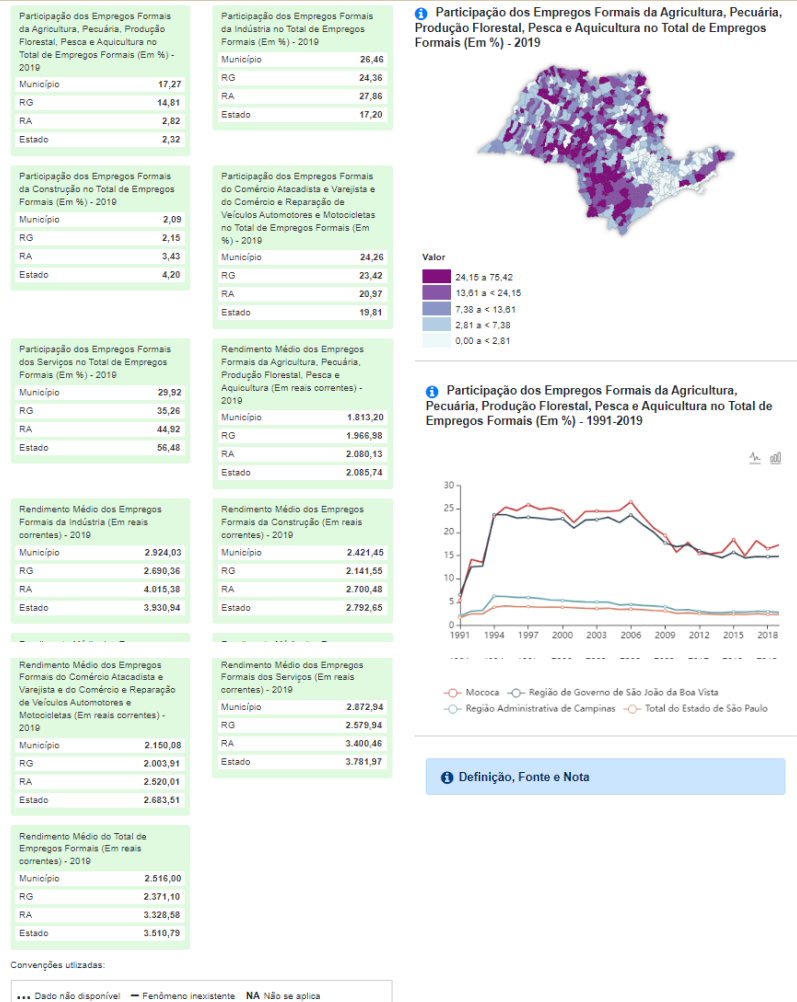 Participação dos Empregos Formais
da Agricultura, Pecuária, Produção
Florestal, Pesca e Aquicultura no
Total de Empregos Formais (Em %) -
2019
Município 17,27
RG 14,81
RA 2,82
Estado 2,32
Participação dos Empregos Formais
da Indústria no Total de Empregos
Formais (Em %) - 2019
Município 26,46
RG 24,36
RA 27,86
Estado 17,20
Participação dos Empregos Formais
da Construção no Total de Empregos
Formais (Em %) - 2019
Município 2,09
RG 2,15
RA 3,43
Estado 4,20
Participação dos Empregos Formais
do Comércio Atacadista e Varejista e
do Comércio e Reparação de
Veículos Automotores e Motocicletas
no Total de Empregos Formais (Em
%) - 2019
Município 24,26
RG 23,42
RA 20,97
Estado 19,81
Participação dos Empregos Formais
dos Serviços no Total de Empregos
Formais (Em %) - 2019
Município 29,92
RG 35,26
RA 44,92
Estado 56,48
Rendimento Médio dos Empregos
Formais da Agricultura, Pecuária,
Produção Florestal, Pesca e
Aquicultura (Em reais correntes) -
2019
Município 1.813,20
RG 1.966,98
RA 2.080,13
Estado 2.085,74
Rendimento Médio dos Empregos
Formais da Indústria (Em reais
correntes) - 2019
Município 2.924,03
RG 2.690,36
RA 4.015,38
Estado 3.930,94
Rendimento Médio dos Empregos
Formais da Construção (Em reais
correntes) - 2019
Município 2.421,45
RG 2.141,55
RA 2.700,48
Estado 2.792,65
Rendimento Médio dos Empregos
Formais do Comércio Atacadista e
Varejista e do Comércio e Reparação
de Veículos Automotores e
Motocicletas (Em reais correntes) -
2019
Município 2.150,08
RG 2.003,91
RA 2.520,01
Estado 2.683,51
Rendimento Médio dos Empregos
Formais dos Serviços (Em reais
correntes) - 2019
Município 2.872,94
RG 2.579,94
RA 3.400,46
Estado 3.781,97
Rendimento Médio do Total de
Empregos Formais (Em reais
correntes) - 2019
Município 2.516,00
RG 2.371,10
RA 3.328,58
Estado 3.510,79
Convenções utlizadas:
... Dado não disponível — Fenômeno inexistente NA Não se aplica
Participação dos Empregos Formais da Agricultura, Pecuária,
Produção Florestal, Pesca e Aquicultura no Total de Empregos
Formais (Em %) - 2019
Valor
24,15 a 75,42
13,61 a < 24,15
7,38 a < 13,61
2,81 a < 7,38
0,00 a < 2,81
Participação dos Empregos Formais da Agricultura,
Pecuária, Produção Florestal, Pesca e Aquicultura no Total de
Empregos Formais (Em %) - 1991-2019
30
25
20
15
10
5
0
1991 1994 1997 2000 2003 2006 2009 2012 2015 2018
Mococa Região de Governo de São João da Boa Vista
Região Administrativa de Campinas Total do Estado de São Paulo
Definição, Fonte e Nota